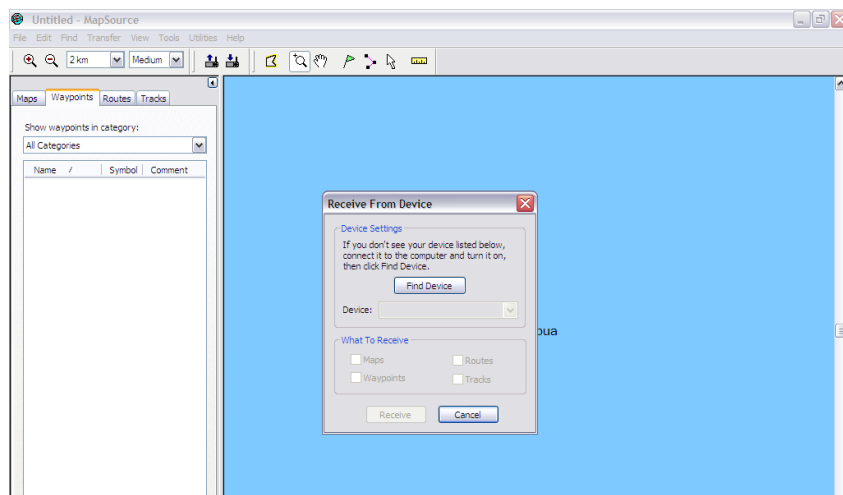 Untitled - MapSource
File Edit Find Transfer View Tools Utilities Help
2 km Medium
Maps Waypoints Routes Tracks
Show waypoints in category:
All Categories
Name / Symbol Comment
Receive From Device
Device Settings
If you don't see your device listed below,
connect it to the computer and turn it on,
then click Find Device.
Find Device
Device:
What To Receive
Maps Routes
Waypoints Tracks
Receive Cancel